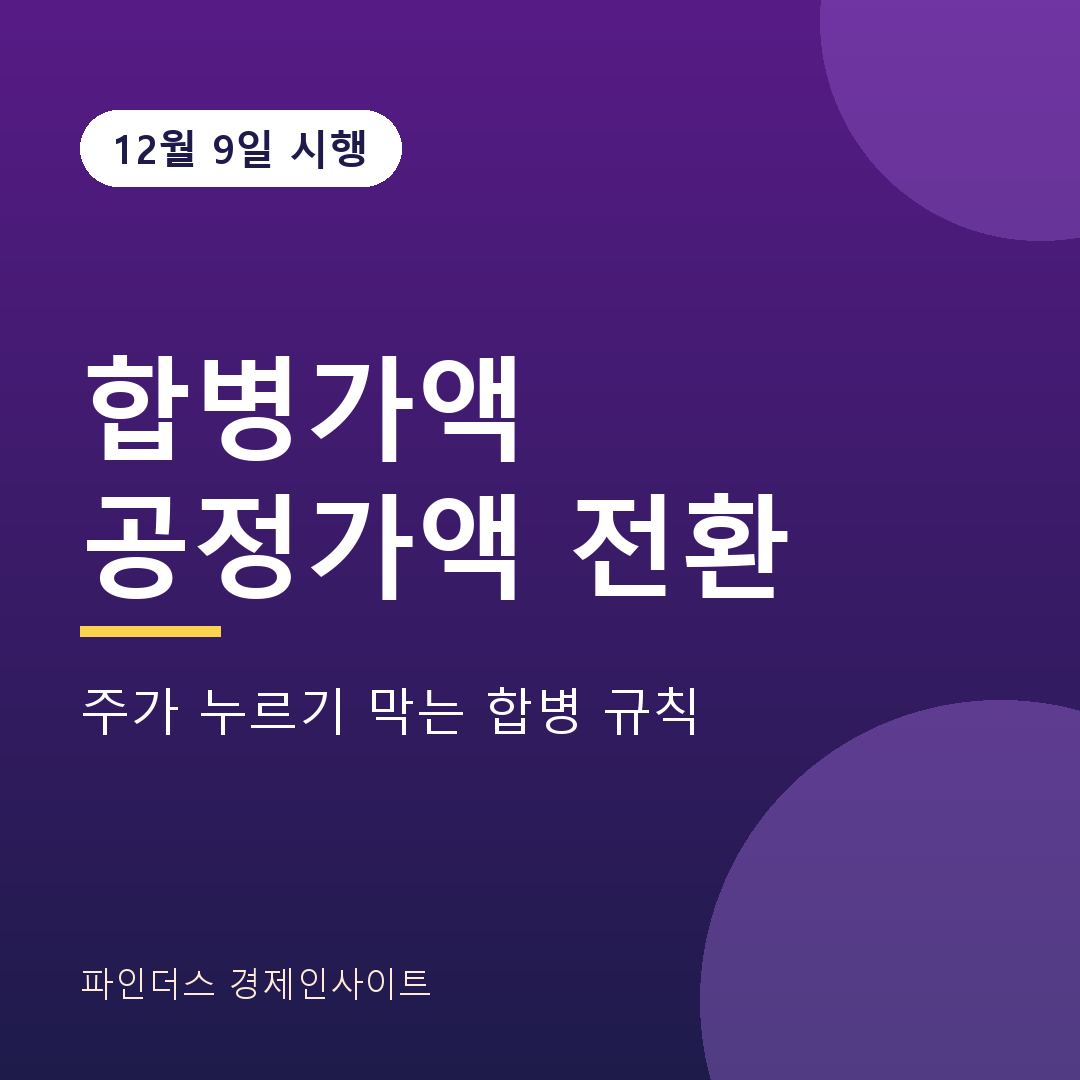 12월 9일 시행
합병가액
공정가액 전환
주가 누르기 막는 합병 규칙
파인더스 경제인사이트